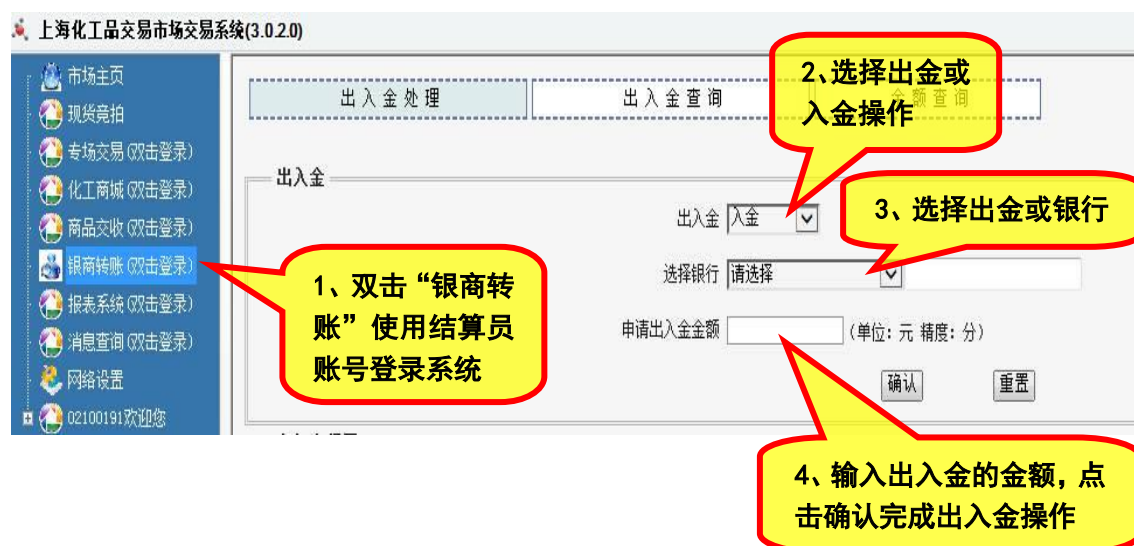 上海化工品交易市场交易系统(3.0.2.0)
市场主页
现货竞拍
专场交易(双击登录)
化工商城(双击登录)
商品交收(双击登录)
银商转账(双击登录)
报表系统(双击登录)
消息查询(双击登录)
网络设置
02100191欢迎您
出入金处理
出入金查询
金额查询
2、选择出金或
入金操作
出入金
出入金 入金
3、选择出金或银行
选择银行 请选择
1、双击“银商转
账”使用结算员
账号登录系统
申请出入金金额 (单位: 元 精度: 分)
确认 重置
4、输入出入金的金额，点
击确认完成出入金操作